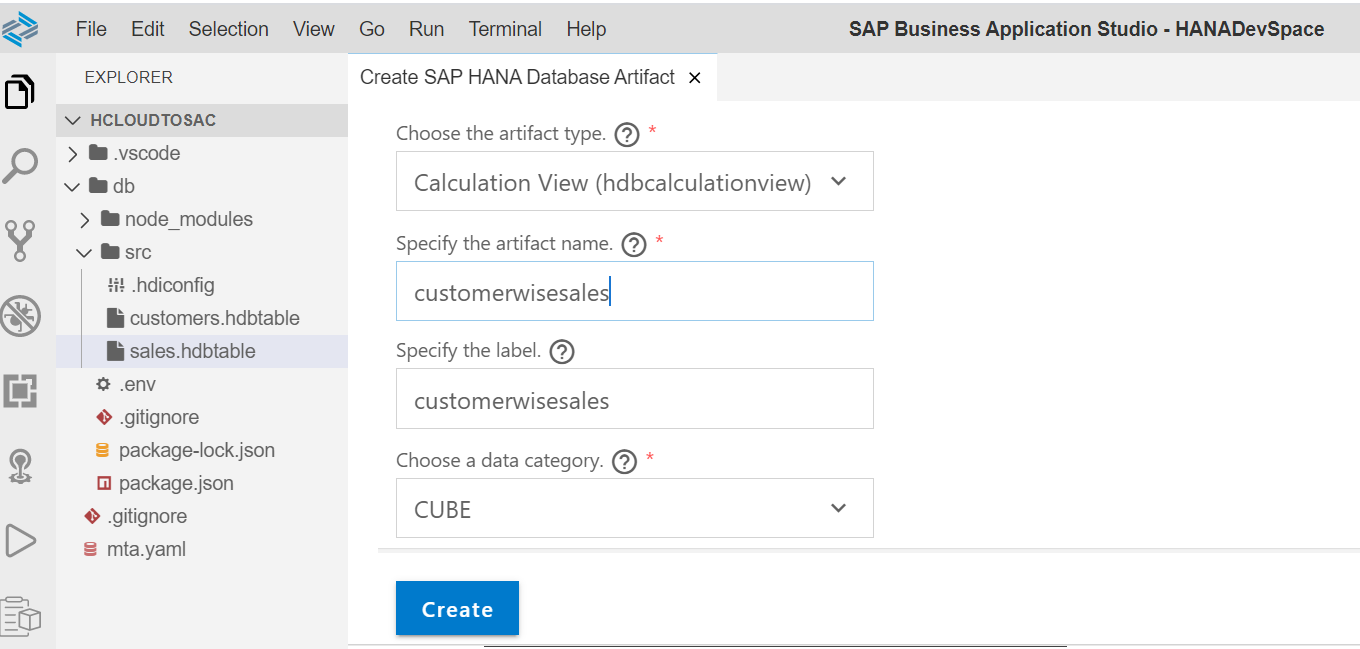 File Edit Selection View Go Run Terminal Help SAP Business Application Studio - HANADevSpace
EXPLORER
HCLOUDTOSAC
.vscode
db
node_modules
src
.hdiconfig
customers.hdbtable
sales.hdbtable
.env
.gitignore
package-lock.json
package.json
.gitignore
mta.yaml
Create SAP HANA Database Artifact ×
Choose the artifact type. ? *
Calculation View (hdbcalculationview)
Specify the artifact name. ? *
customerwisesales
Specify the label. ?
customerwisesales
Choose a data category. ? *
CUBE
Create